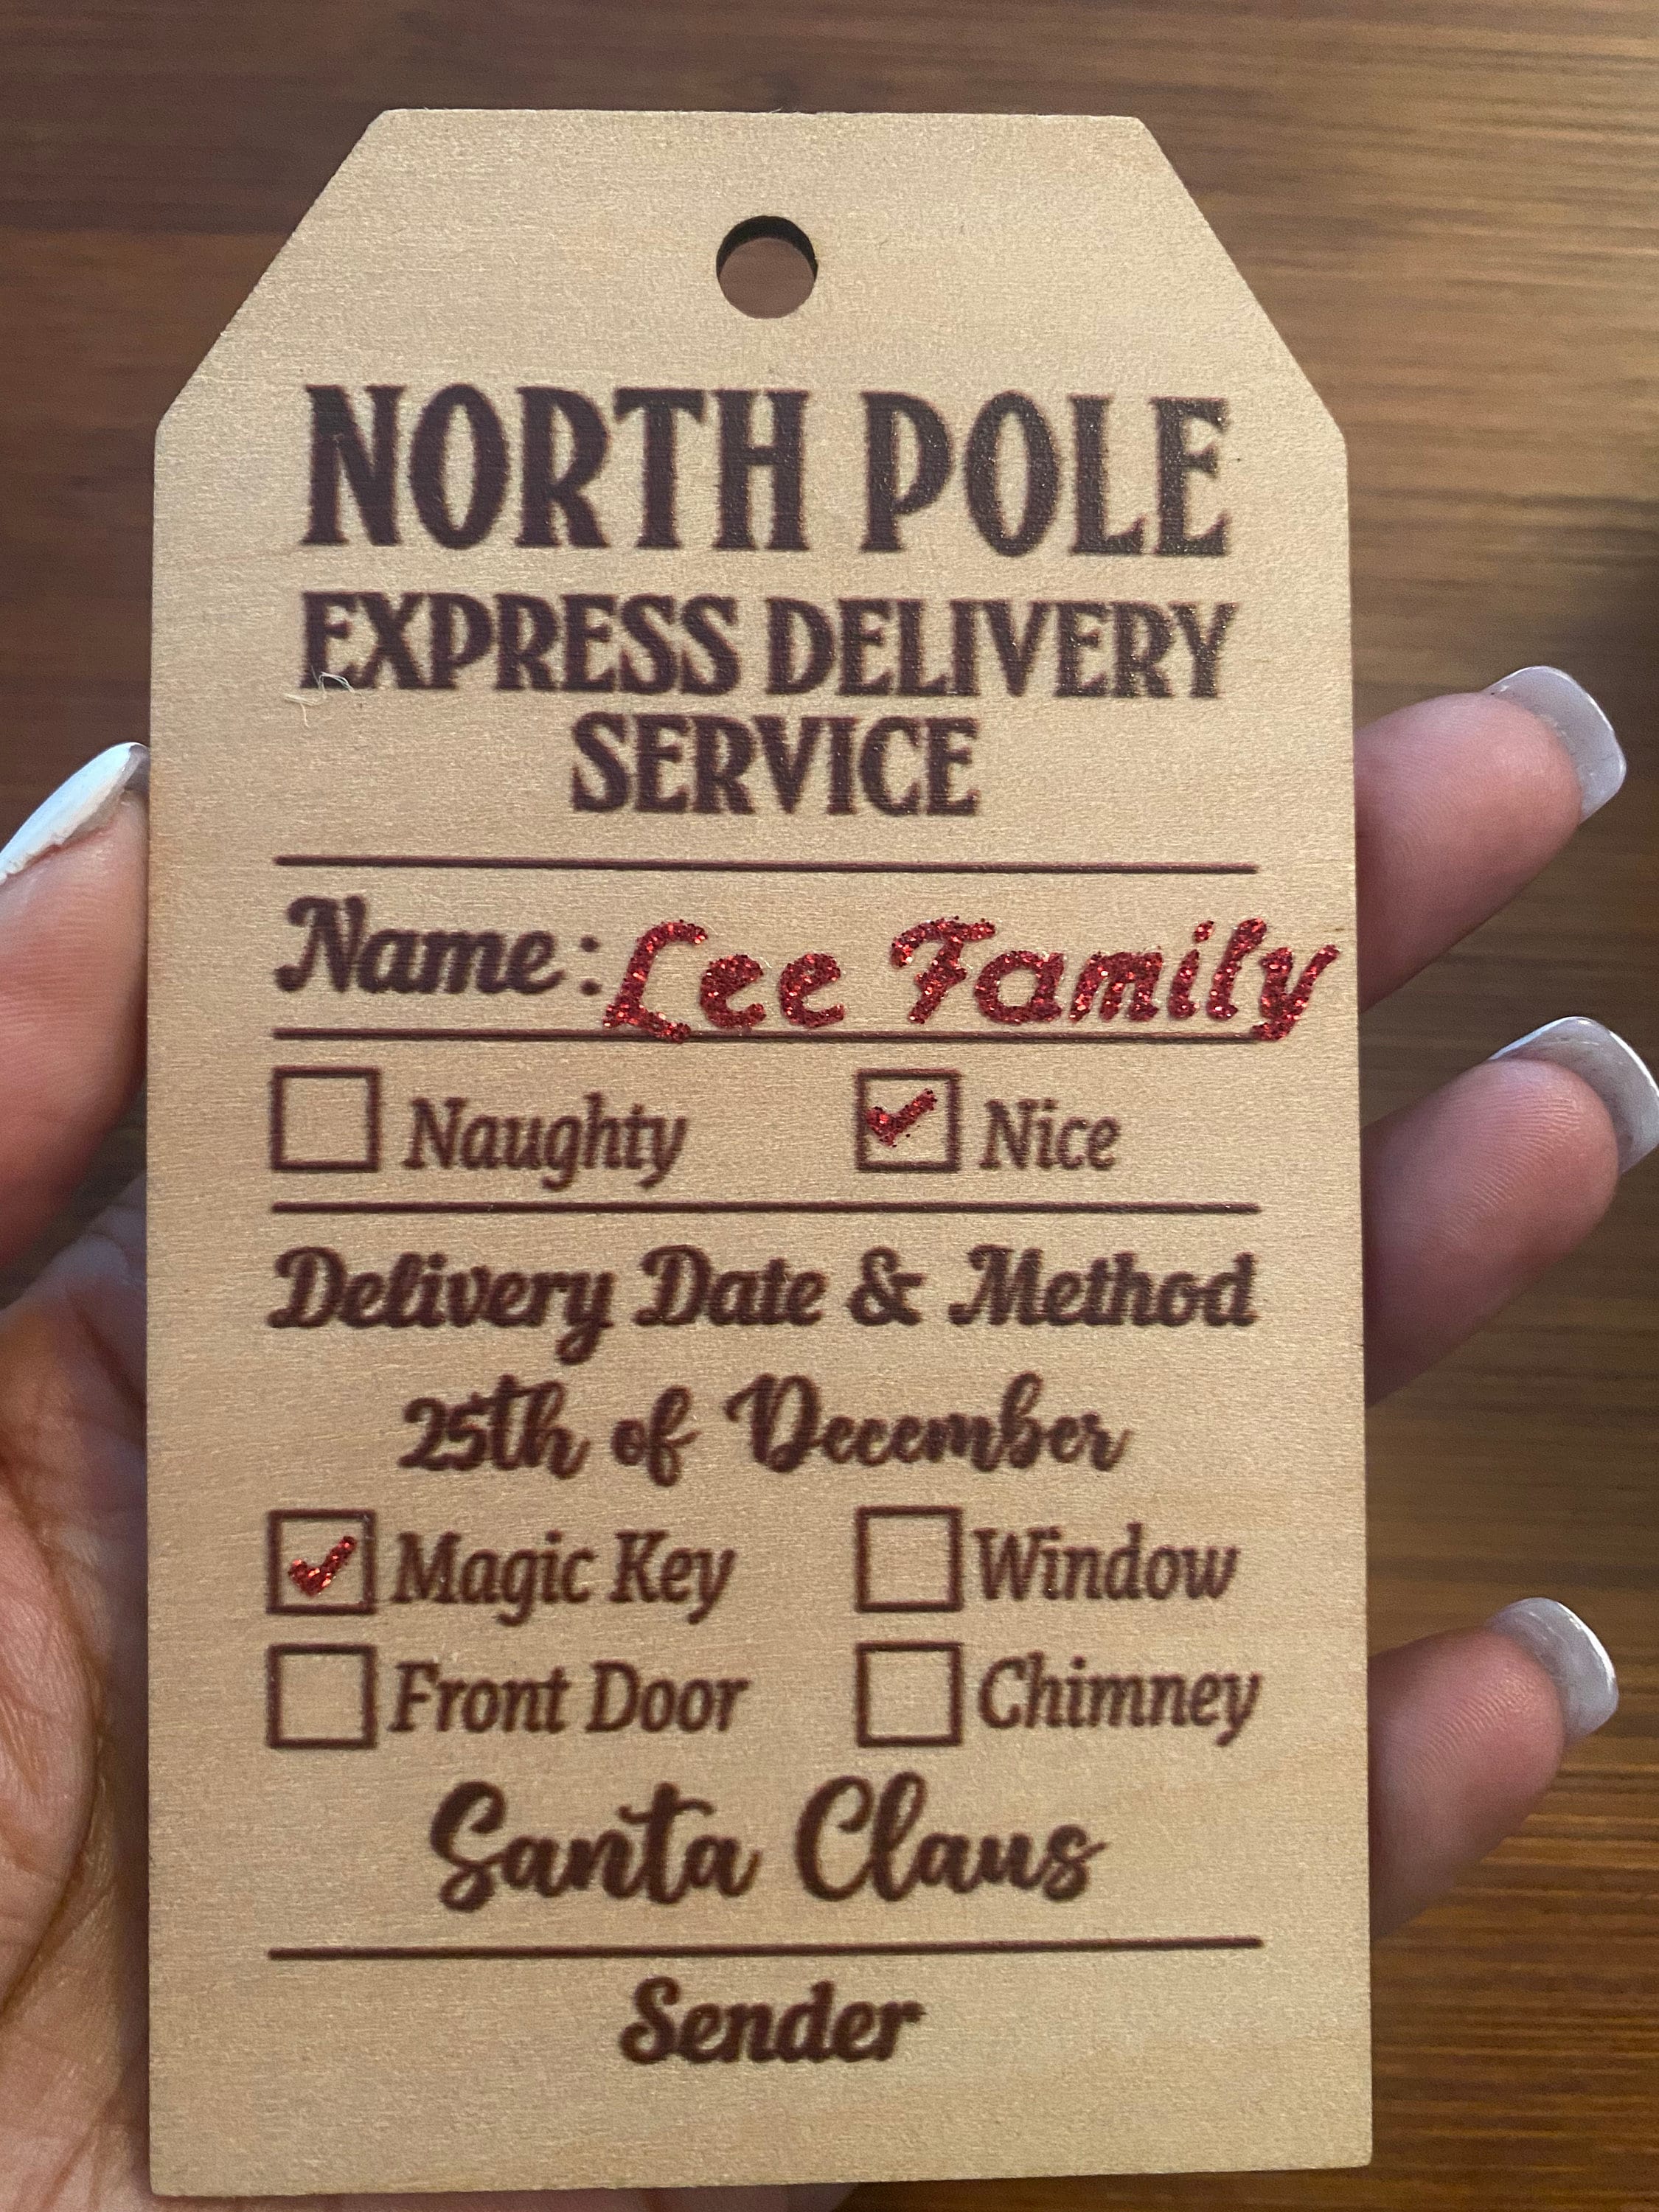 NORTH POLE
EXPRESS DELIVERY
SERVICE
Name: Lee Family
Naughty Nice
Delivery Date & Method
25th of December
Magic Key Window
Front Door Chimney
Santa Claus
Sender